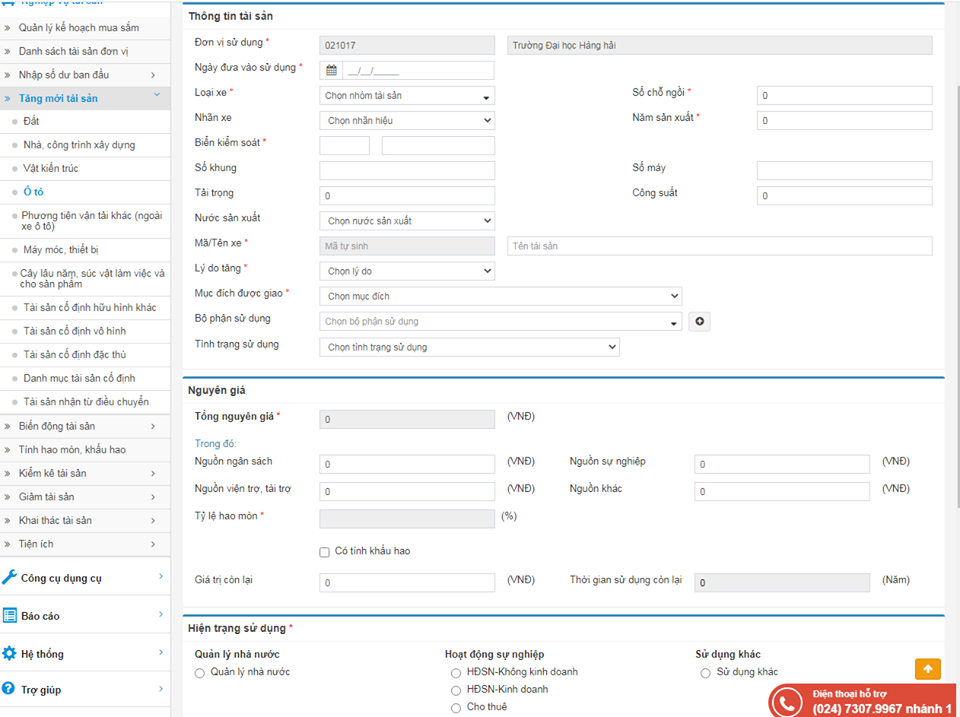 Nghiệp vụ tài sản
Quản lý kế hoạch mua sắm
Danh sách tài sản đơn vị
Nhập số dư ban đầu
Tăng mới tài sản
Đất
Nhà, công trình xây dựng
Vật kiến trúc
Ô tô
Phương tiện vận tải khác (ngoài
xe ô tô)
Máy móc, thiết bị
Cây lâu năm, súc vật làm việc và
cho sản phẩm
Tài sản cố định hữu hình khác
Tài sản cố định vô hình
Tài sản cố định đặc thù
Danh mục tài sản cố định
Tài sản nhận từ điều chuyển
Biến động tài sản
Tính hao mòn, khấu hao
Kiểm kê tài sản
Giảm tài sản
Khai thác tài sản
Tiện ích
Công cụ dụng cụ
Báo cáo
Hệ thống
Trợ giúp
Thông tin tài sản
Đơn vị sử dụng * 021017 Trường Đại học Hàng hải
Ngày đưa vào sử dụng * __/__/____
Loại xe * Chọn nhóm tài sản Số chỗ ngồi * 0
Nhãn xe Chọn nhãn hiệu Năm sản xuất * 0
Biển kiểm soát *
Số khung Số máy
Tải trọng 0 Công suất 0
Nước sản xuất Chọn nước sản xuất
Mã/Tên xe * Mã tự sinh Tên tài sản
Lý do tăng * Chọn lý do
Mục đích được giao * Chọn mục đích
Bộ phận sử dụng Chọn bộ phận sử dụng
Tình trạng sử dụng Chọn tình trạng sử dụng
Nguyên giá
Tổng nguyên giá * 0 (VNĐ)
Trong đó:
Nguồn ngân sách 0 (VNĐ) Nguồn sự nghiệp 0 (VNĐ)
Nguồn viện trợ, tài trợ 0 (VNĐ) Nguồn khác 0 (VNĐ)
Tỷ lệ hao mòn * (%)
Có tính khấu hao
Giá trị còn lại 0 (VNĐ) Thời gian sử dụng còn lại 0 (Năm)
Hiện trạng sử dụng *
Quản lý nhà nước Hoạt động sự nghiệp Sử dụng khác
Quản lý nhà nước HĐSN-Không kinh doanh Sử dụng khác
HĐSN-Kinh doanh
Cho thuê
Điện thoại hỗ trợ
(024) 7307.9967 nhánh 1